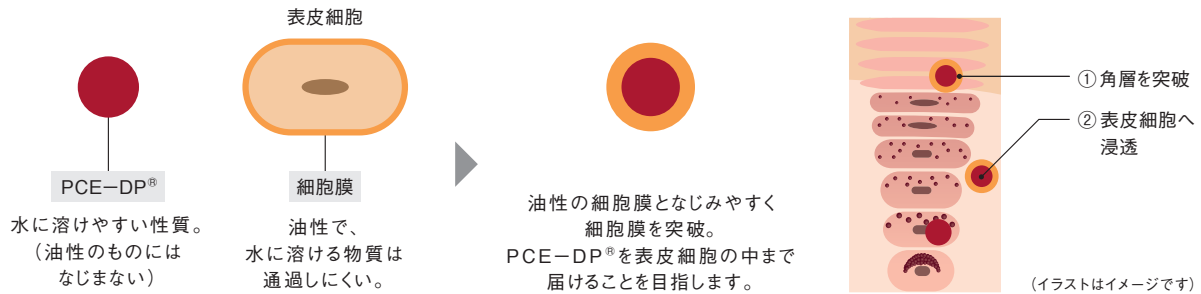 表皮細胞
PCE−DP®
水に溶けやすい性質。
（油性のものには
なじまない）
細胞膜
油性で、
水に溶ける物質は
通過しにくい。
油性の細胞膜となじみやすく
細胞膜を突破。
PCE−DP®を表皮細胞の中まで
届けることを目指します。
①角層を突破
②表皮細胞へ
浸透
（イラストはイメージです）